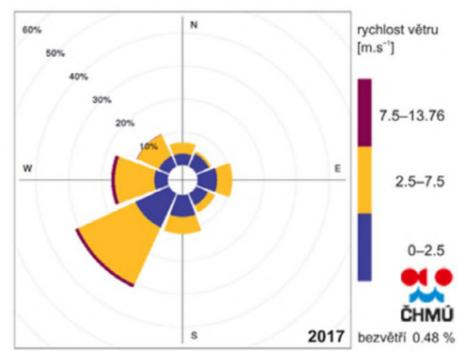 60%
N
rychlost větru
[m.s⁻¹]
50%
40%
30%
7.5–13.76
20%
10%
W
E
2.5–7.5
0–2.5
ČHMÚ
S
2017
bezvětří 0.48 %